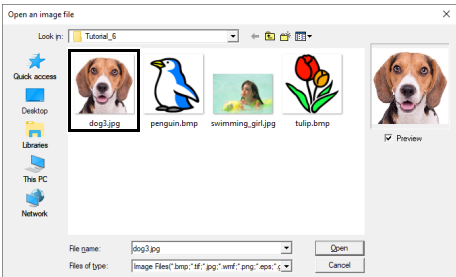 Open an image file
Look in: Tutorial_6
Quick access
Desktop
Libraries
This PC
Network
dog3.jpg penguin.bmp swimming_girl.jpg tulip.bmp
Preview
File name: dog3.jpg Open
Files of type: Image Files(*.bmp;*.tif;*.jpg;*.wmf;*.png;*.eps;*.g Cancel